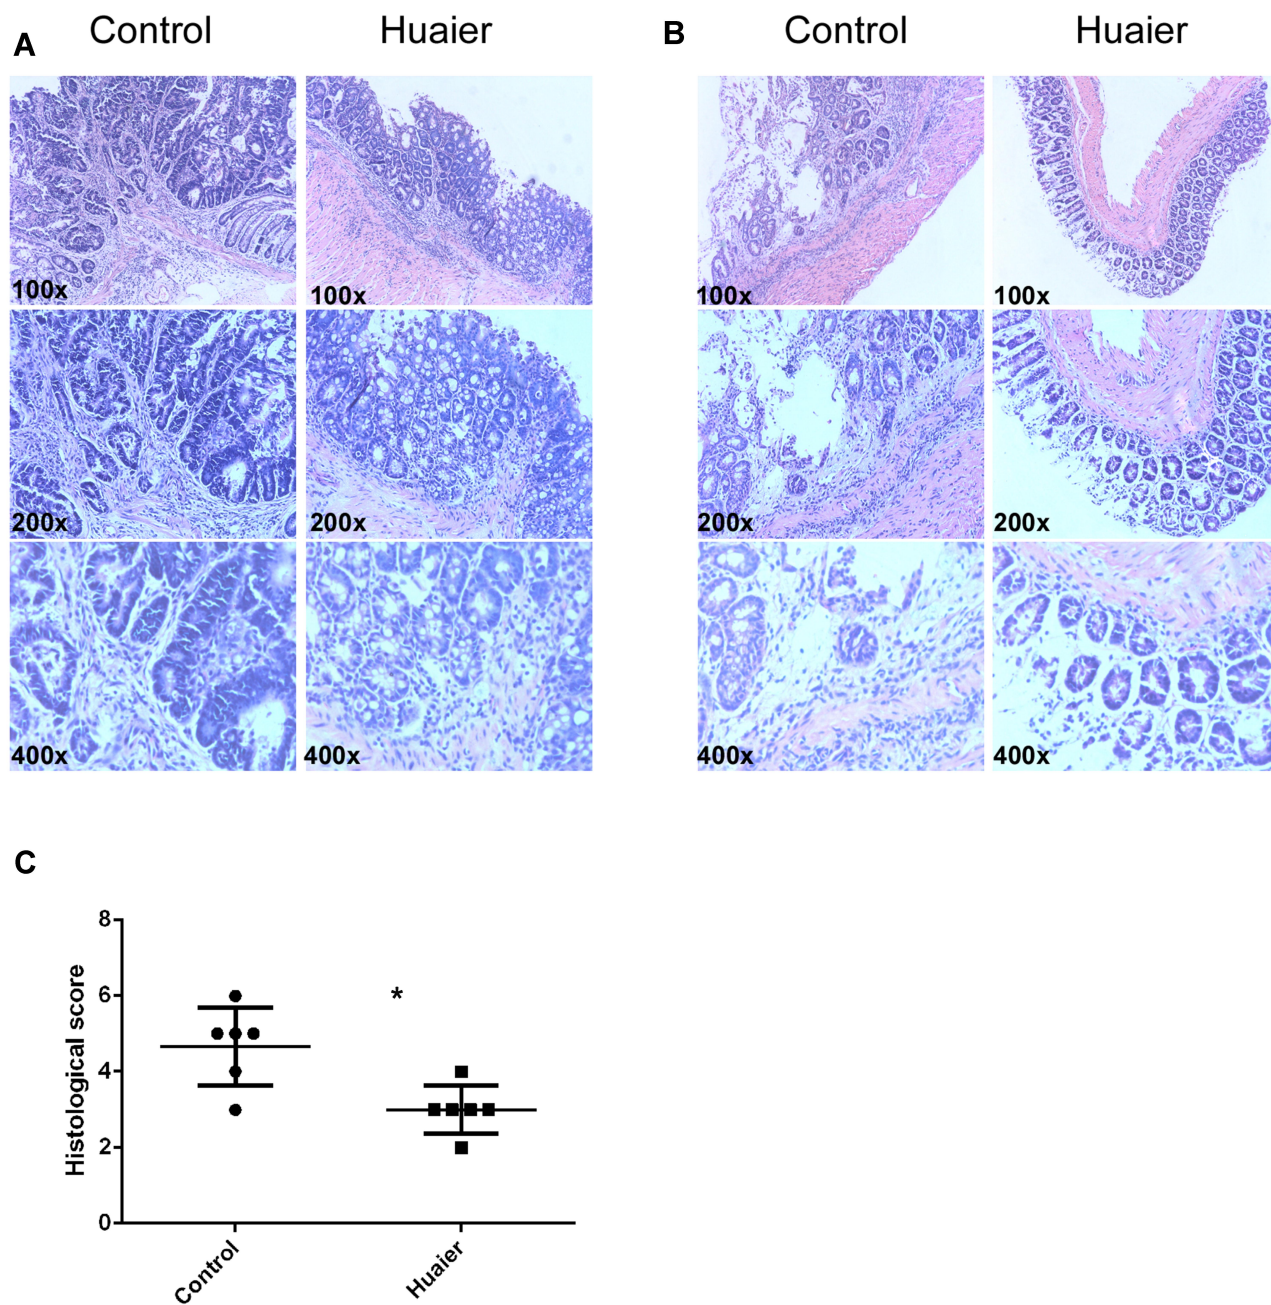 A
Control
Huaier
B
Control
Huaier
100x
100x
100x
100x
200x
200x
200x
200x
400x
400x
400x
400x
C
8
6
4
2
0
Histological score
*
Control
Huaier